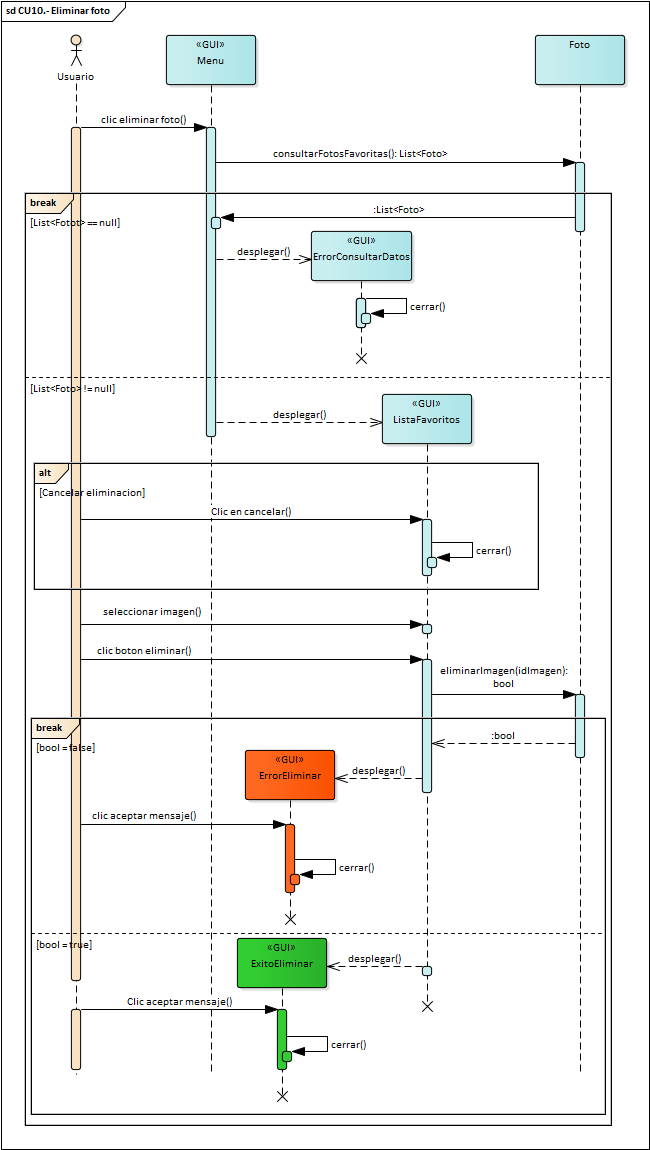 sd CU10.- Eliminar foto
Usuario
«GUI»
Menu
Foto
clic eliminar foto()
consultarFotosFavoritas(): List<Foto>
break
[List<Fotot> == null]
:List<Foto>
«GUI»
ErrorConsultarDatos
desplegar()
cerrar()
[List<Foto> != null]
«GUI»
ListaFavoritos
desplegar()
alt
[Cancelar eliminacion]
Clic en cancelar()
cerrar()
seleccionar imagen()
clic boton eliminar()
eliminarImagen(idImagen):
bool
break
[bool = false]
:bool
«GUI»
ErrorEliminar
desplegar()
clic aceptar mensaje()
cerrar()
[bool = true]
«GUI»
ExitoEliminar
desplegar()
Clic aceptar mensaje()
cerrar()